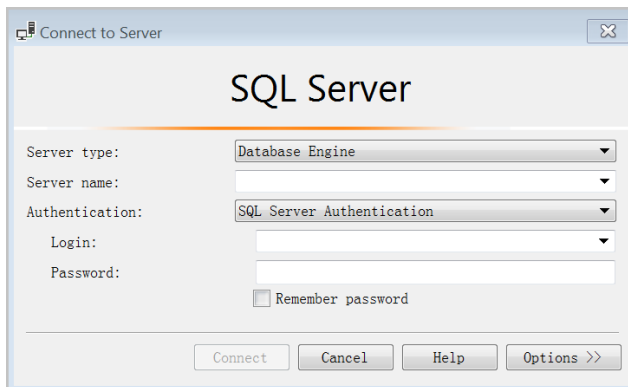 Connect to Server
SQL Server
Server type: Database Engine
Server name:
Authentication: SQL Server Authentication
Login:
Password:
Remember password
Connect Cancel Help Options >>